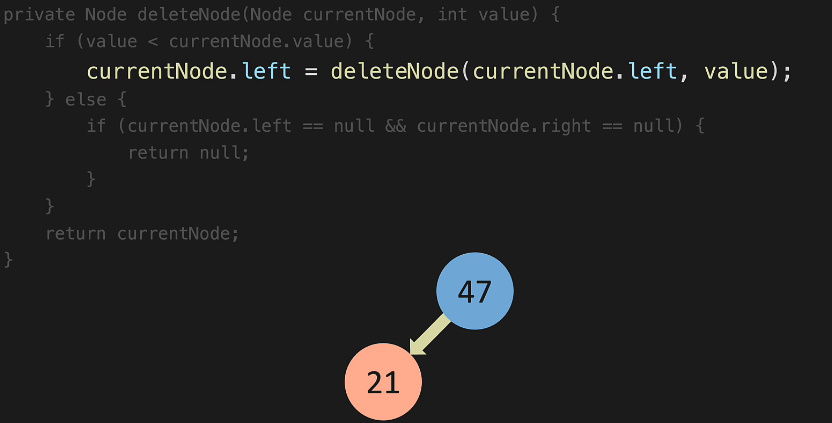 private Node deleteNode(Node currentNode, int value) {
    if (value < currentNode.value) {
        currentNode.left = deleteNode(currentNode.left, value);
    } else {
        if (currentNode.left == null && currentNode.right == null) {
            return null;
        }
    }
    return currentNode;
}
47
21